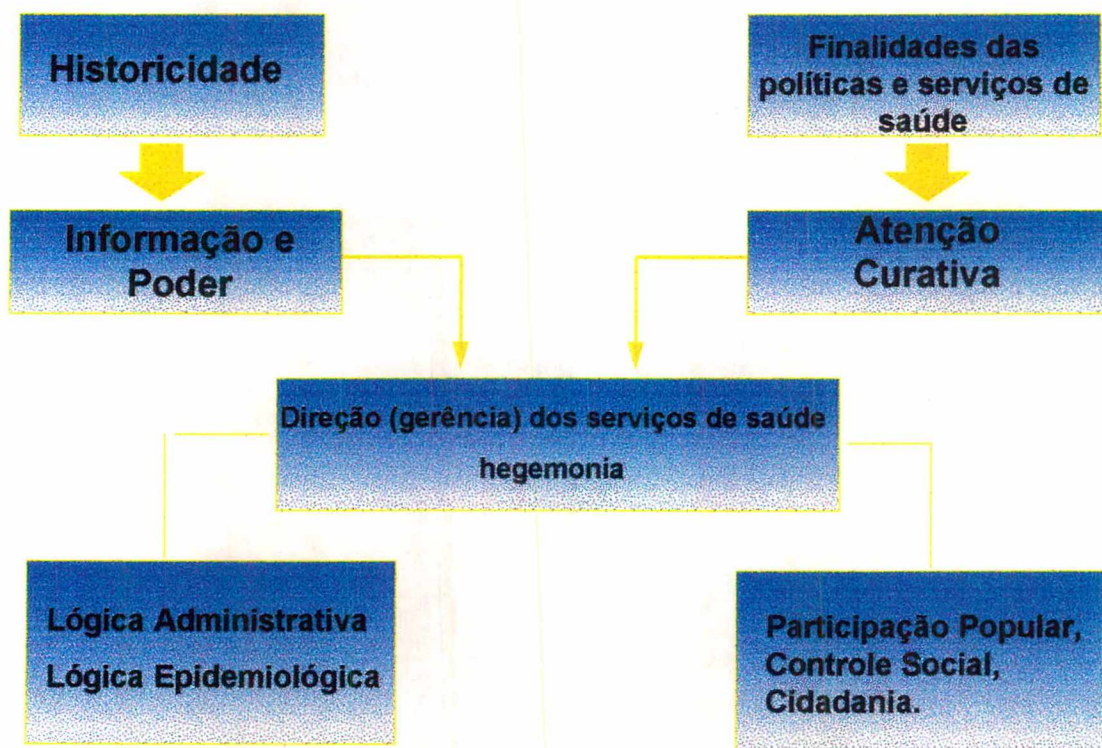 Historicidade
Finalidades das
políticas e serviços de
saúde
Informação e
Poder
Atenção
Curativa
Direção (gerência) dos serviços de saúde
hegemonia
Lógica Administrativa
Lógica Epidemiológica
Participação Popular,
Controle Social,
Cidadania.